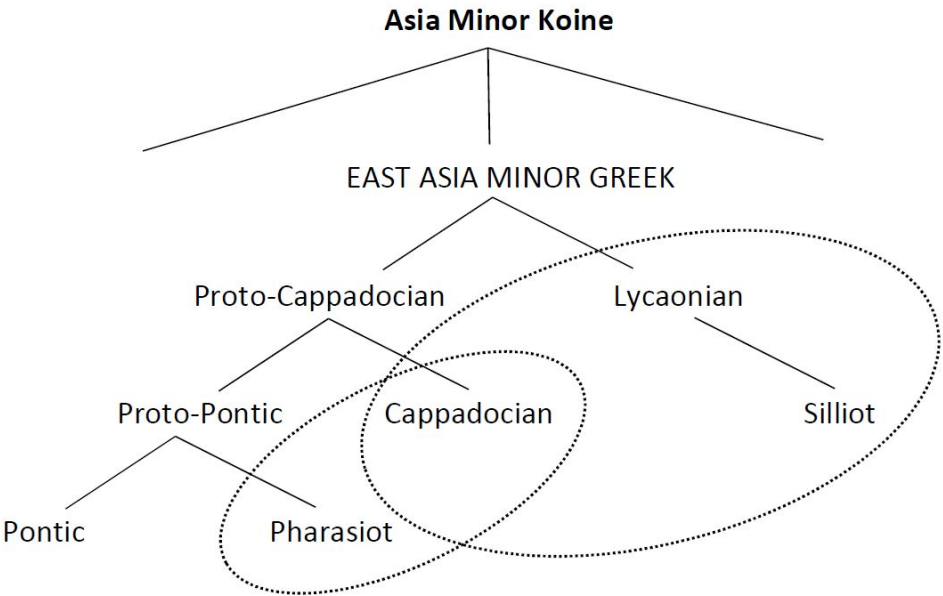 Asia Minor Koine
EAST ASIA MINOR GREEK
Proto-Cappadocian
Lycaonian
Proto-Pontic
Cappadocian
Silliot
Pontic
Pharasiot